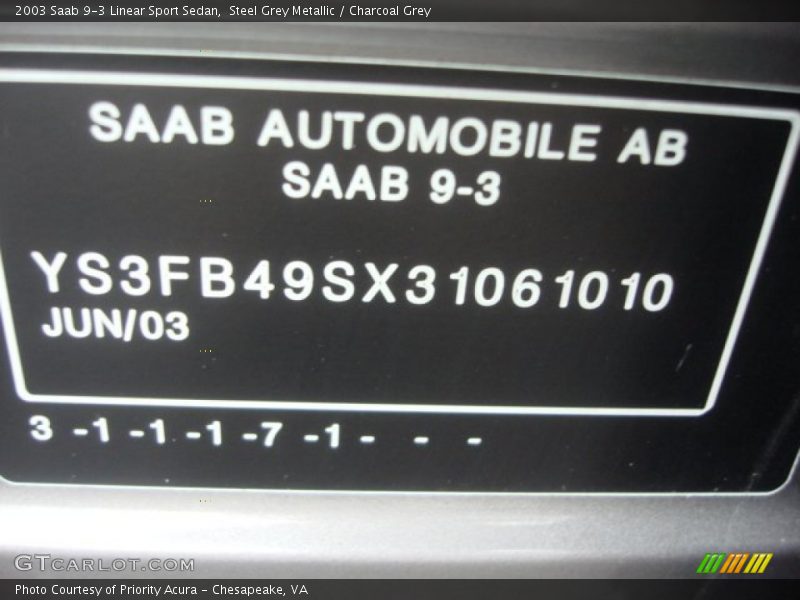 2003 Saab 9-3 Linear Sport Sedan, Steel Grey Metallic / Charcoal Grey
SAAB AUTOMOBILE AB
SAAB 9-3
YS3FB49SX31061010
JUN/03
3 -1 -1 -1 -7 -1 - - -
GTCARLOT.COM
Photo Courtesy of Priority Acura - Chesapeake, VA